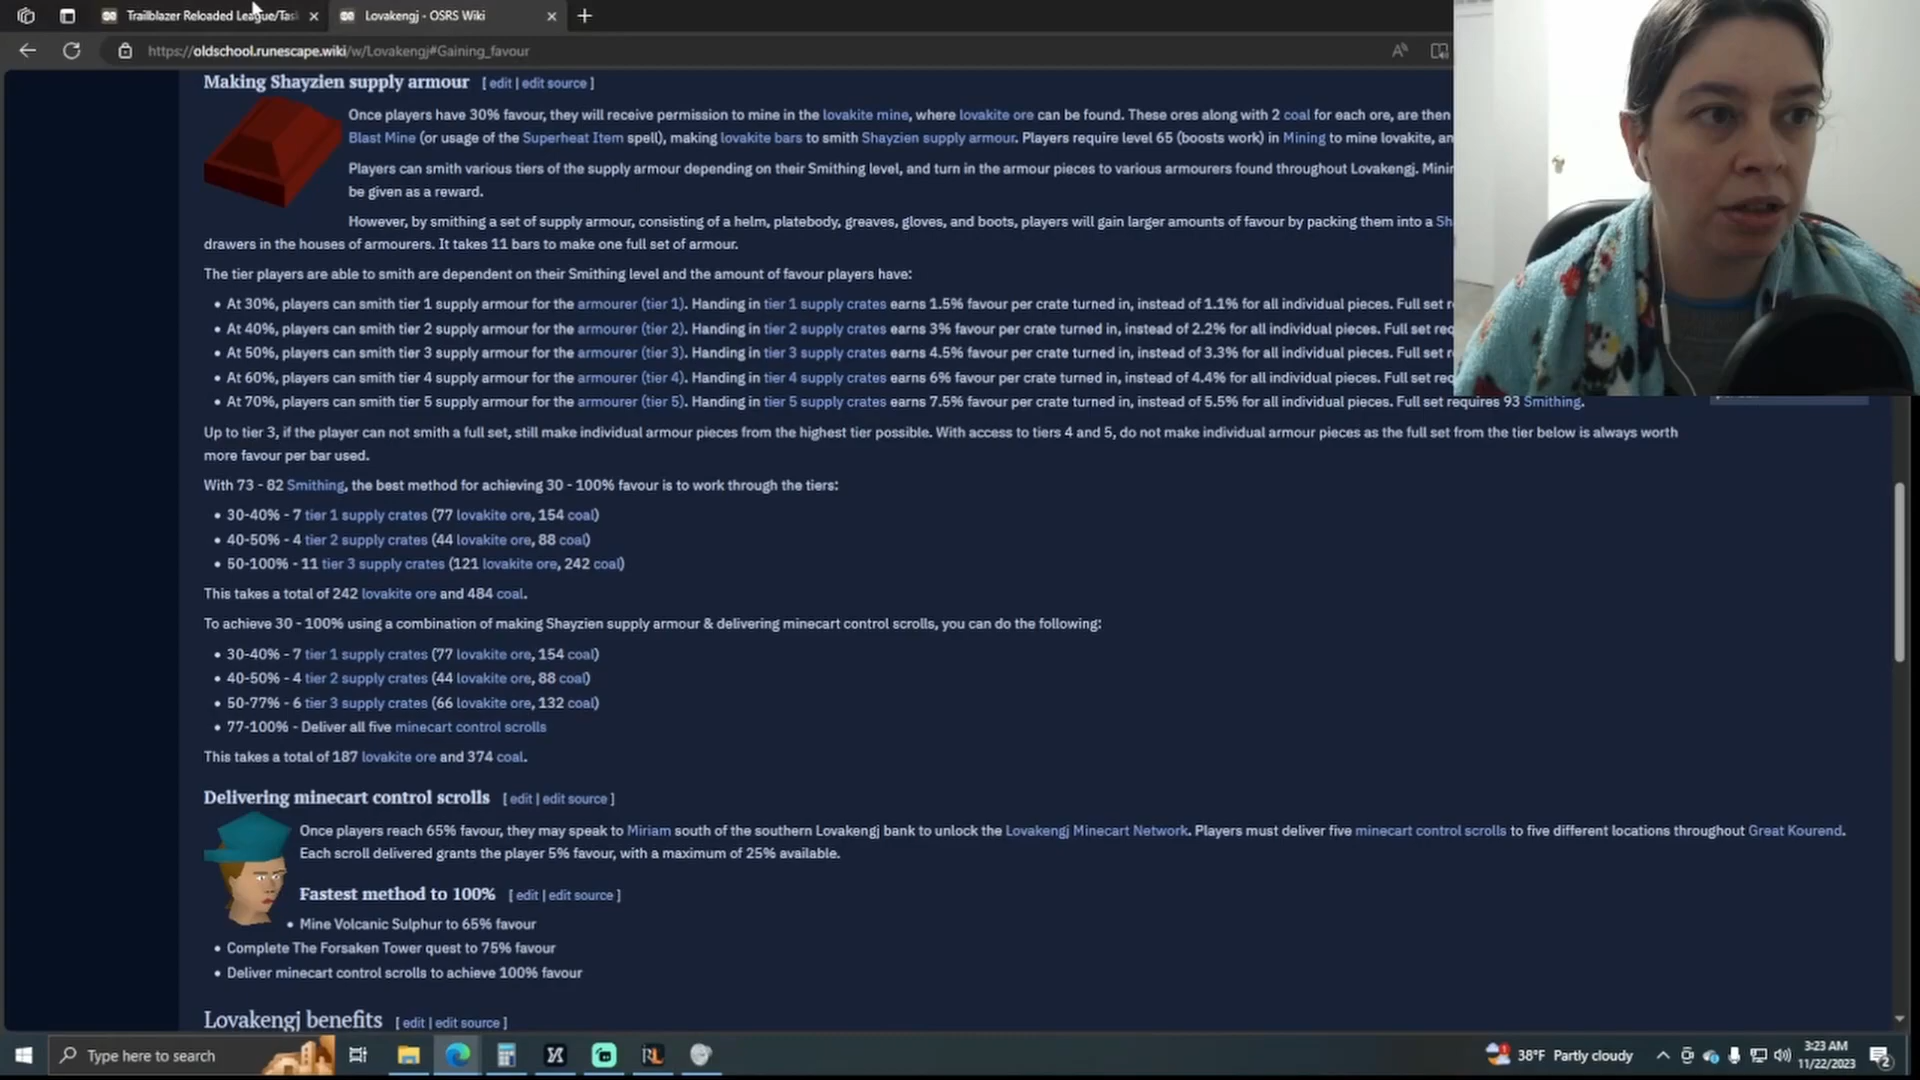 Trailblazer Reloaded League/Tas
Lovakengj - OSRS Wiki
https://oldschool.runescape.wiki/w/Lovakengj#Gaining_favour
Making Shayzien supply armour [ edit | edit source ]
Once players have 30% favour, they will receive permission to mine in the lovakite mine, where lovakite ore can be found. These ores along with 2 coal for each ore, are then
Blast Mine (or usage of the Superheat Item spell), making lovakite bars to smith Shayzien supply armour. Players require level 65 (boosts work) in Mining to mine lovakite, an
Players can smith various tiers of the supply armour depending on their Smithing level, and turn in the armour pieces to various armourers found throughout Lovakengj. Minin
be given as a reward.
However, by smithing a set of supply armour, consisting of a helm, platebody, greaves, gloves, and boots, players will gain larger amounts of favour by packing them into a Sh
drawers in the houses of armourers. It takes 11 bars to make one full set of armour.
The tier players are able to smith are dependent on their Smithing level and the amount of favour players have:
• At 30%, players can smith tier 1 supply armour for the armourer (tier 1). Handing in tier 1 supply crates earns 1.5% favour per crate turned in, instead of 1.1% for all individual pieces. Full set re
• At 40%, players can smith tier 2 supply armour for the armourer (tier 2). Handing in tier 2 supply crates earns 3% favour per crate turned in, instead of 2.2% for all individual pieces. Full set req
• At 50%, players can smith tier 3 supply armour for the armourer (tier 3). Handing in tier 3 supply crates earns 4.5% favour per crate turned in, instead of 3.3% for all individual pieces. Full set re
• At 60%, players can smith tier 4 supply armour for the armourer (tier 4). Handing in tier 4 supply crates earns 6% favour per crate turned in, instead of 4.4% for all individual pieces. Full set req
• At 70%, players can smith tier 5 supply armour for the armourer (tier 5). Handing in tier 5 supply crates earns 7.5% favour per crate turned in, instead of 5.5% for all individual pieces. Full set requires 93 Smithing.
Up to tier 3, if the player can not smith a full set, still make individual armour pieces from the highest tier possible. With access to tiers 4 and 5, do not make individual armour pieces as the full set from the tier below is always worth
more favour per bar used.
With 73 - 82 Smithing, the best method for achieving 30 - 100% favour is to work through the tiers:
• 30-40% - 7 tier 1 supply crates (77 lovakite ore, 154 coal)
• 40-50% - 4 tier 2 supply crates (44 lovakite ore, 88 coal)
• 50-100% - 11 tier 3 supply crates (121 lovakite ore, 242 coal)
This takes a total of 242 lovakite ore and 484 coal.
To achieve 30 - 100% using a combination of making Shayzien supply armour & delivering minecart control scrolls, you can do the following:
• 30-40% - 7 tier 1 supply crates (77 lovakite ore, 154 coal)
• 40-50% - 4 tier 2 supply crates (44 lovakite ore, 88 coal)
• 50-77% - 6 tier 3 supply crates (66 lovakite ore, 132 coal)
• 77-100% - Deliver all five minecart control scrolls
This takes a total of 187 lovakite ore and 374 coal.
Delivering minecart control scrolls [ edit | edit source ]
Once players reach 65% favour, they may speak to Miriam south of the southern Lovakengj bank to unlock the Lovakengj Minecart Network. Players must deliver five minecart control scrolls to five different locations throughout Great Kourend.
Each scroll delivered grants the player 5% favour, with a maximum of 25% available.
Fastest method to 100% [ edit | edit source ]
• Mine Volcanic Sulphur to 65% favour
• Complete The Forsaken Tower quest to 75% favour
• Deliver minecart control scrolls to achieve 100% favour
Lovakengj benefits [ edit | edit source ]
Type here to search
38°F Partly cloudy
3:23 AM
11/22/2023